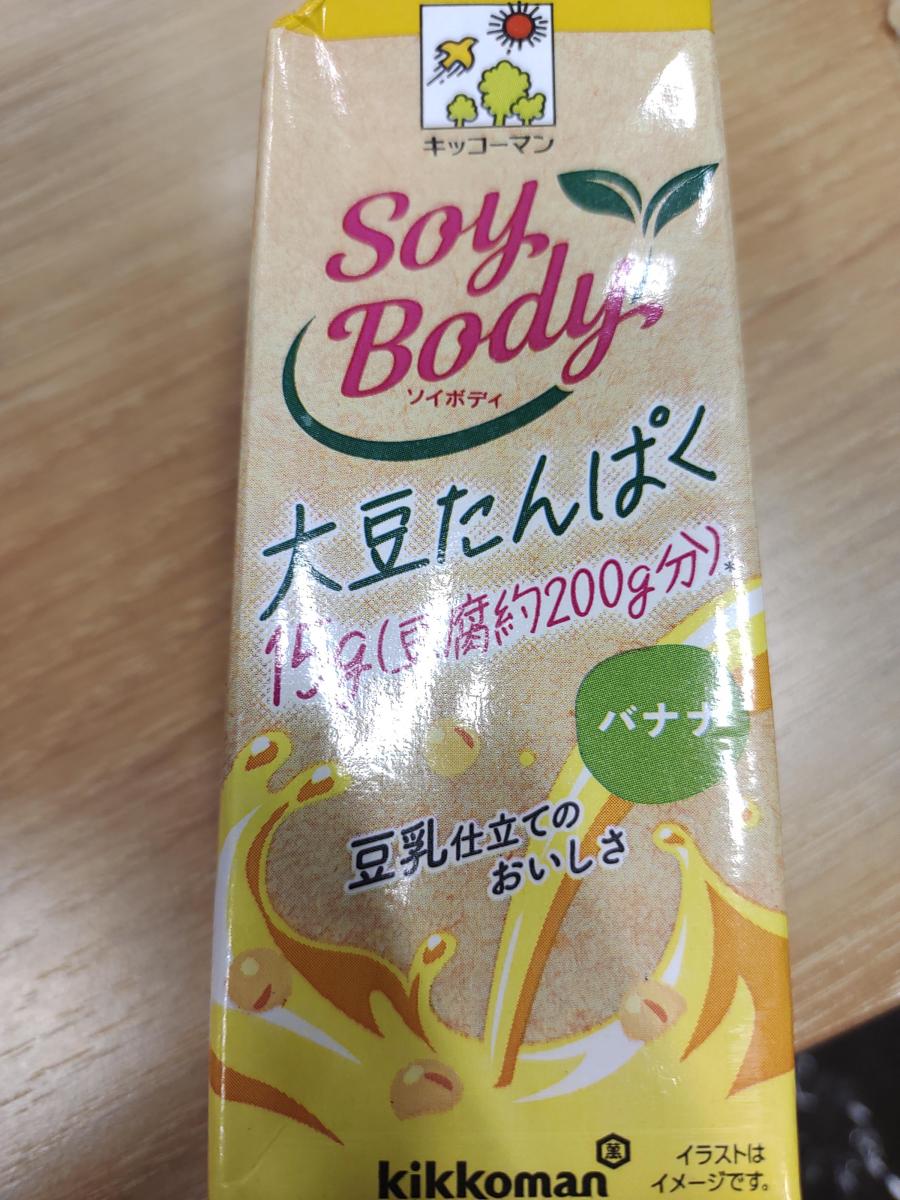 キッコーマン
Soy
Body
ソイボディ
大豆たんぱく
15g(豆腐約200g分)*
バナナ
豆乳仕立ての
おいしさ
kikkoman 萬
イラストは
イメージです。